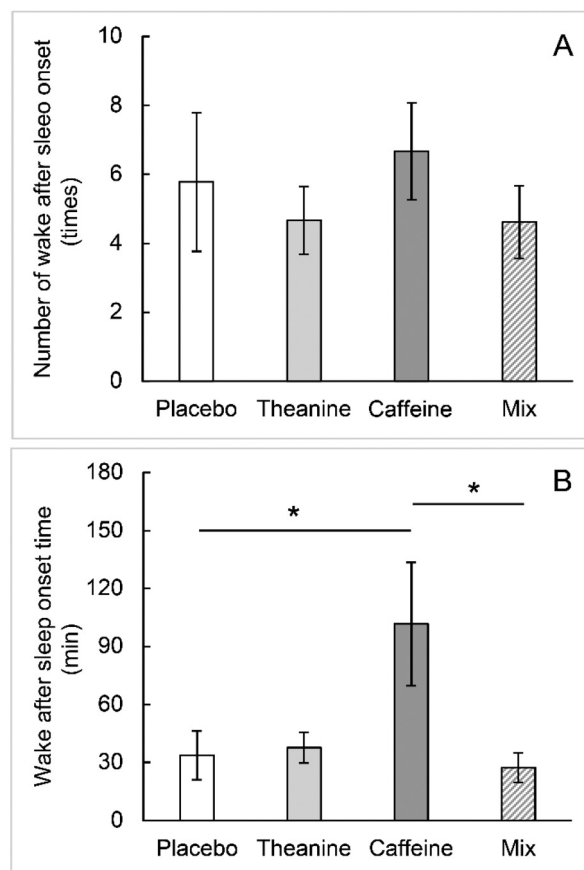 A
10
8
6
4
2
0
Number of wake after sleeo onset
(times)
Placebo Theanine Caffeine Mix
B
180
150
120
90
60
30
0
Wake after sleep onset time
(min)
* *
Placebo Theanine Caffeine Mix